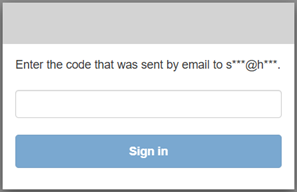 Enter the code that was sent by email to s***@h***.
Sign in